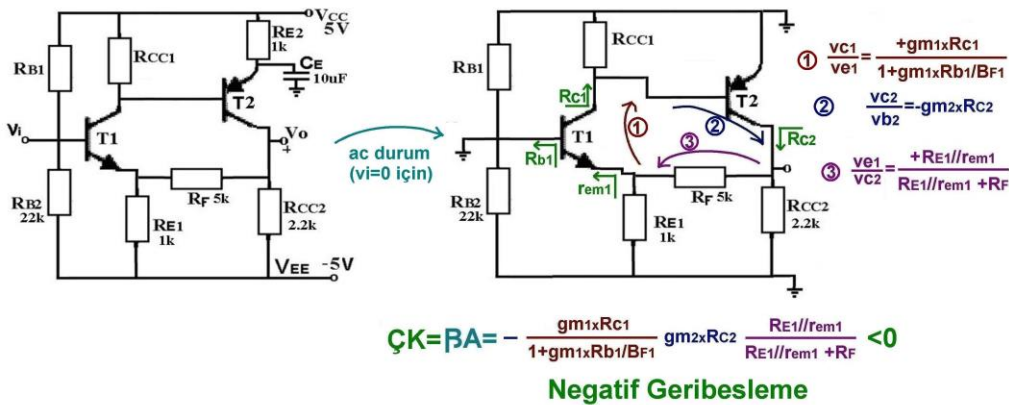 VCC
5V
RE2
1k
CE
10uF
RCC1
RB1
T2
Vi
T1
Vo
+
RF 5k
RB2
22k
RE1
1k
RCC2
2.2k
VEE -5V
ac durum
(vi=0 için)
RCC1
RB1
RC1
T2
T1
①
②
RC2
Rb1
③
rem1
RF 5k
RB2
22k
RE1
1k
RCC2
2.2k
① vc1/ve1 = +gm1xRC1/1+gm1xRb1/BF1
② vc2/vb2 =-gm2xRC2
③ ve1/vc2 = +RE1//rem1/RE1//rem1 +RF
ÇK=βA= – gm1xRC1/1+gm1xRb1/BF1 gm2xRC2 RE1//rem1/RE1//rem1 +RF <0
Negatif Geribesleme